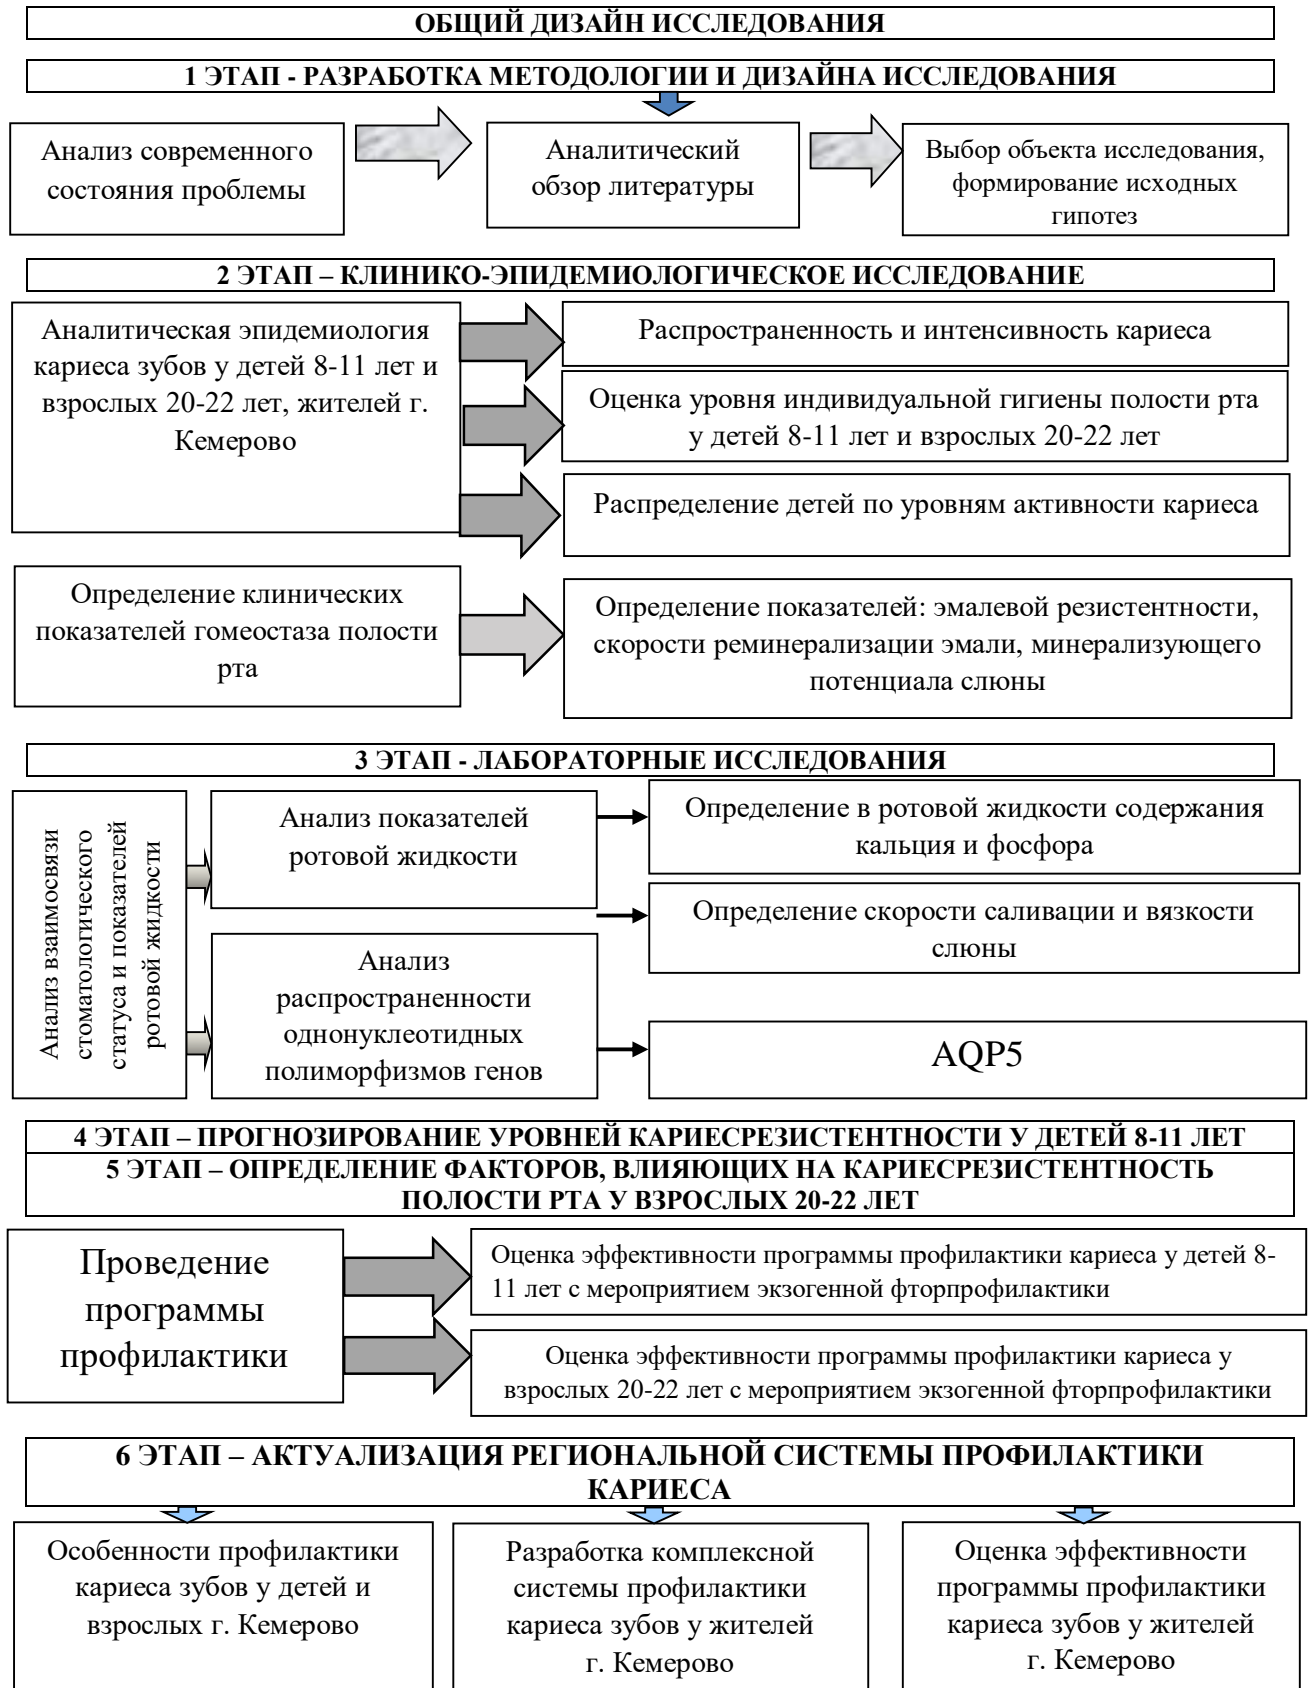 ОБЩИЙ ДИЗАЙН ИССЛЕДОВАНИЯ
1 ЭТАП - РАЗРАБОТКА МЕТОДОЛОГИИ И ДИЗАЙНА ИССЛЕДОВАНИЯ
Анализ современного
состояния проблемы
Аналитический
обзор литературы
Выбор объекта исследования,
формирование исходных
гипотез
2 ЭТАП – КЛИНИКО-ЭПИДЕМИОЛОГИЧЕСКОЕ ИССЛЕДОВАНИЕ
Аналитическая эпидемиология
кариеса зубов у детей 8-11 лет и
взрослых 20-22 лет, жителей г.
Кемерово
Распространенность и интенсивность кариеса
Оценка уровня индивидуальной гигиены полости рта
у детей 8-11 лет и взрослых 20-22 лет
Распределение детей по уровням активности кариеса
Определение клинических
показателей гомеостаза полости
рта
Определение показателей: эмалевой резистентности,
скорости реминерализации эмали, минерализующего
потенциала слюны
3 ЭТАП - ЛАБОРАТОРНЫЕ ИССЛЕДОВАНИЯ
Анализ взаимосвязи
стоматологического
статуса и показателей
ротовой жидкости
Анализ показателей
ротовой жидкости
Определение в ротовой жидкости содержания
кальция и фосфора
Определение скорости саливации и вязкости
слюны
Анализ
распространенности
однонуклеотидных
полиморфизмов генов
AQP5
4 ЭТАП – ПРОГНОЗИРОВАНИЕ УРОВНЕЙ КАРИЕСРЕЗИСТЕНТНОСТИ У ДЕТЕЙ 8-11 ЛЕТ
5 ЭТАП – ОПРЕДЕЛЕНИЕ ФАКТОРОВ, ВЛИЯЮЩИХ НА КАРИЕСРЕЗИСТЕНТНОСТЬ
ПОЛОСТИ РТА У ВЗРОСЛЫХ 20-22 ЛЕТ
Проведение
программы
профилактики
Оценка эффективности программы профилактики кариеса у детей 8-
11 лет с мероприятием экзогенной фторпрофилактики
Оценка эффективности программы профилактики кариеса у
взрослых 20-22 лет с мероприятием экзогенной фторпрофилактики
6 ЭТАП – АКТУАЛИЗАЦИЯ РЕГИОНАЛЬНОЙ СИСТЕМЫ ПРОФИЛАКТИКИ
КАРИЕСА
Особенности профилактики
кариеса зубов у детей и
взрослых г. Кемерово
Разработка комплексной
системы профилактики
кариеса зубов у жителей
г. Кемерово
Оценка эффективности
программы профилактики
кариеса зубов у жителей
г. Кемерово